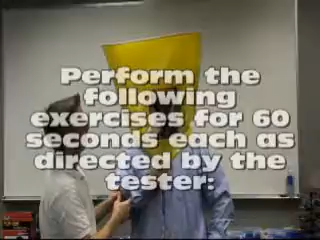 Perform the
following
exercises for 60
seconds each as
directed by the
tester: